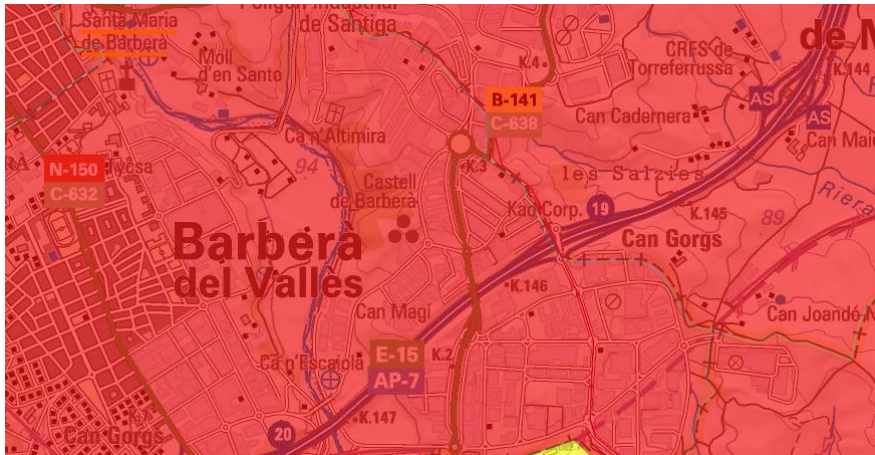 Santa Maria
de Barberà
Polígon Industrial
de Santiga
Molí
d'en Santo
K.4
CRFS de
Torreferrussa
de
K.144
B-141
C-638
AS
AS
Can Cadernera
Ca n'Altimira
N-150
C-632
94
K.3
les Salzies
Castell
de Barberà
Kao Corp.
19
K.145
89
Riera
Barberà
del Vallès
Can Gorgs
K.146
Can Magí
Can Joandó
E-15
AP-7
K.2
Ca n'Escaiola
K.147
20
Can Gorgs